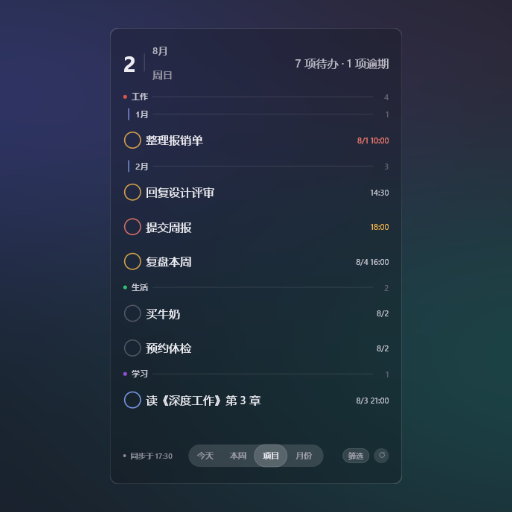 2
8月
周日
7 项待办 · 1 项逾期
工作 4
1月 1
整理报销单 8/1 10:00
2月 3
回复设计评审 14:30
提交周报 18:00
复盘本周 8/4 16:00
生活 2
买牛奶 8/2
预约体检 8/2
学习 1
读《深度工作》第 3 章 8/3 21:00
同步于 17:30 今天 本周 项目 月份 筛选